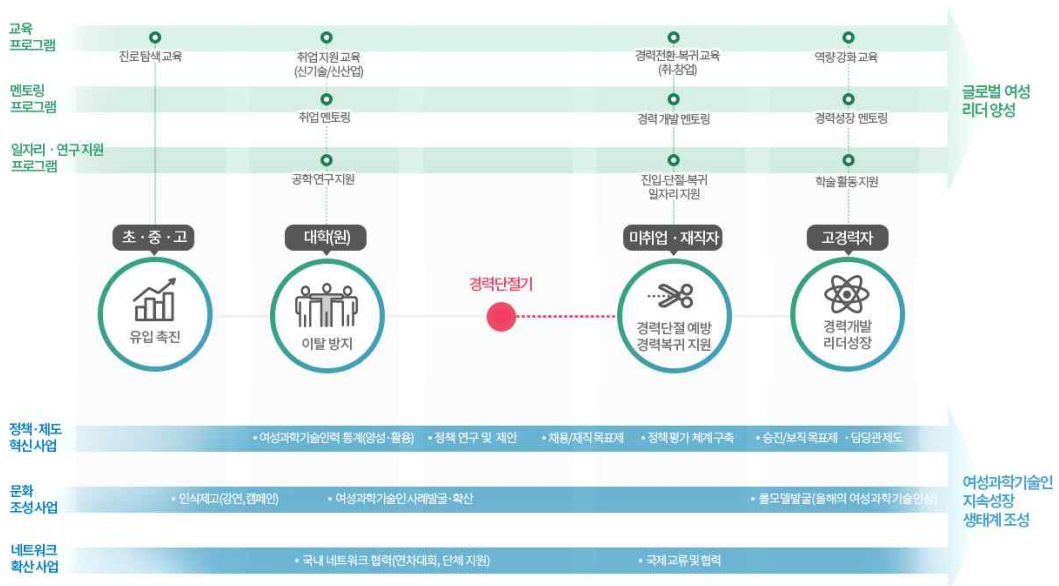 교육
프로그램
진로탐색교육
취업지원교육
(신기술/신산업)
경력전환·복귀교육
(취·창업)
역량강화교육
멘토링
프로그램
취업멘토링
경력개발멘토링
경력성장 멘토링
글로벌 여성
리더 양성
일자리 · 연구지원
프로그램
공학연구지원
진입·단절·복귀
일자리지원
학술활동지원
초 · 중 · 고
대학(원)
미취업 · 재직자
고경력자
경력단절기
유입 촉진
이탈 방지
경력단절 예방
경력복귀 지원
경력개발
리더성장
정책·제도
혁신사업
• 여성과학기술인력 통계(양성·활용)
• 정책 연구 및 제안
• 채용/재직목표제
• 정책평가 체계구축
• 승진/보직목표제
· 담당관제도
문화
조성사업
• 인식제고(강연,캠페인)
• 여성과학기술인사례발굴·확산
• 롤모델발굴(올해의 여성과학기술인상)
여성과학기술인
지속성장
생태계 조성
네트워크
확산사업
• 국내 네트워크 협력(연차대회, 단체 지원)
• 국제교류및협력